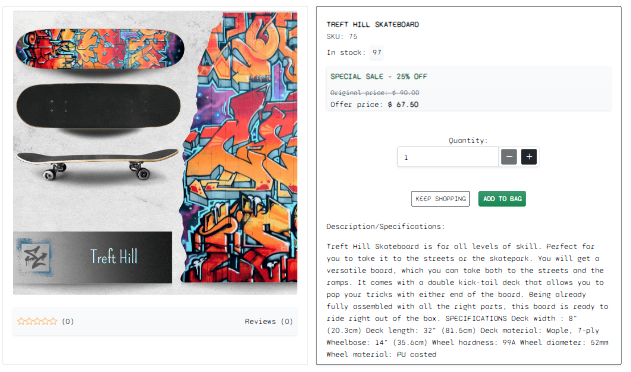 Treft Hill
(0)
Reviews (0)
TREFT HILL SKATEBOARD
SKU: 75
In stock: 97
SPECIAL SALE - 25% OFF
Original price: $ 90.00
Offer price: $ 67.50
Quantity:
1
KEEP SHOPPING
ADD TO BAG
Description/Specifications:
Treft Hill Skateboard is for all levels of skill. Perfect for
you to take it to the streets or the skatepark. You will get a
versatile board, which you can take both to the streets and the
ramps. It comes with a double kick-tail deck that allows you to
pop your tricks with either end of the board. Being already
fully assembled with all the right parts, this board is ready to
ride right out of the box. SPECIFICATIONS Deck width : 8"
(20.3cm) Deck length: 32" (81.5cm) Deck material: Maple, 7-ply
Wheelbase: 14" (35.6cm) Wheel hardness: 99A Wheel diameter: 52mm
Wheel material: PU casted